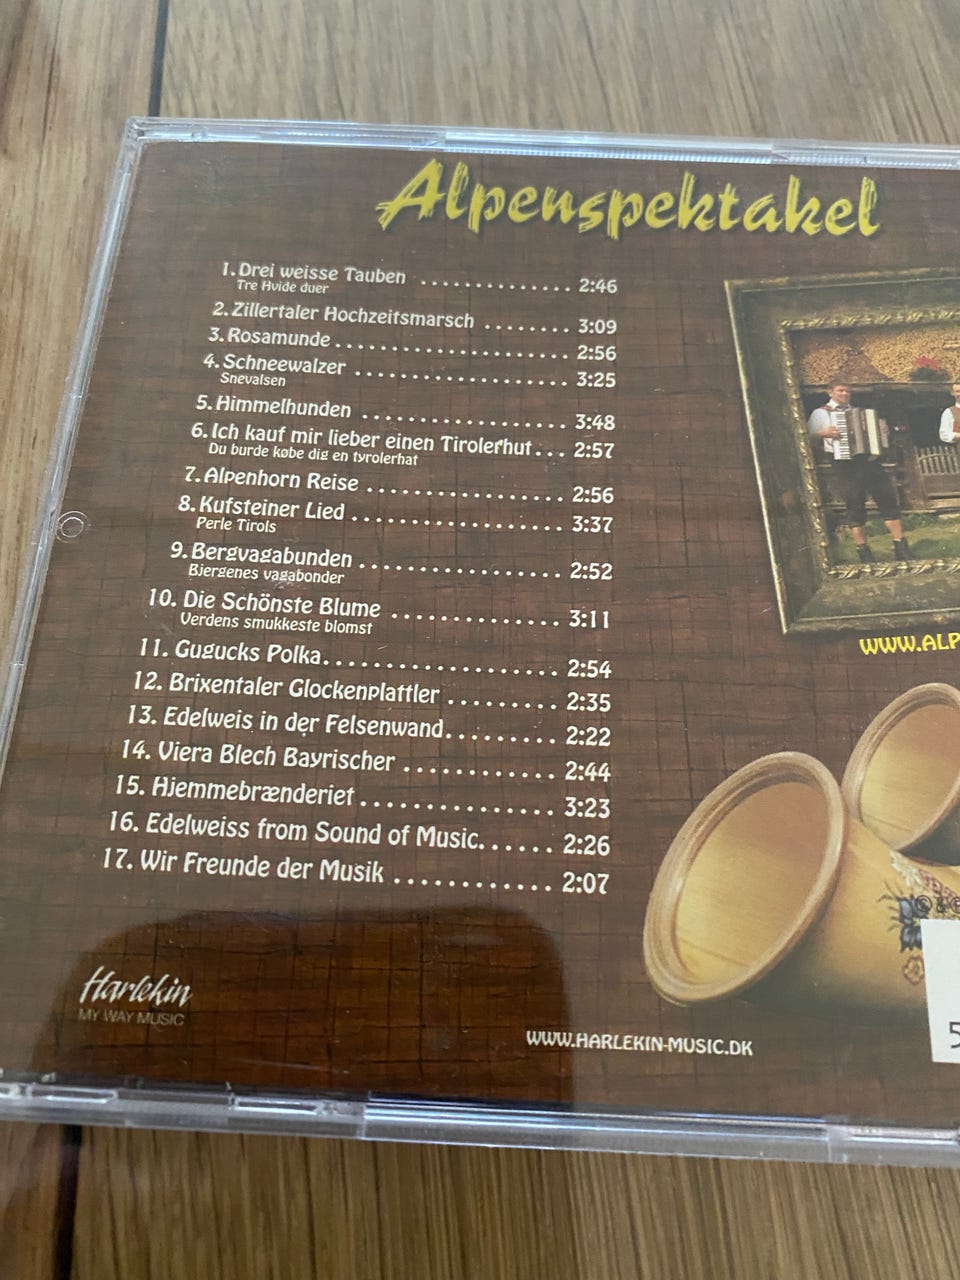 Alpenspektakel
1. Drei weisse Tauben .............. 2:46
Tre Hvide duer
2. Zillertaler Hochzeitsmarsch ........ 3:09
3. Rosamunde ...................... 2:56
4. Schneewalzer .................... 3:25
Snevalsen
5. Himmelhunden .................... 3:48
6. Ich kauf mir lieber einen Tirolerhut... 2:57
Du burde købe dig en tyrolerhat
7. Alpenhorn Reise .................. 2:56
8. Kufsteiner Lied .................... 3:37
Perle Tirols
9. Bergvagabunden ................... 2:52
Bjergenes vagabonder
10. Die Schönste Blume ............... 3:11
Verdens smukkeste blomst
11. Gugucks Polka...................... 2:54
12. Brixentaler Glockenplattler ......... 2:35
13. Edelweis in der Felsenwand......... 2:22
14. Viera Blech Bayrischer ............ 2:44
15. Hjemmebrænderiet ................ 3:23
16. Edelweiss from Sound of Music...... 2:26
17. Wir Freunde der Musik ............ 2:07
WWW.ALP
Harlekin
MY WAY MUSIC
WWW.HARLEKIN-MUSIC.DK
5